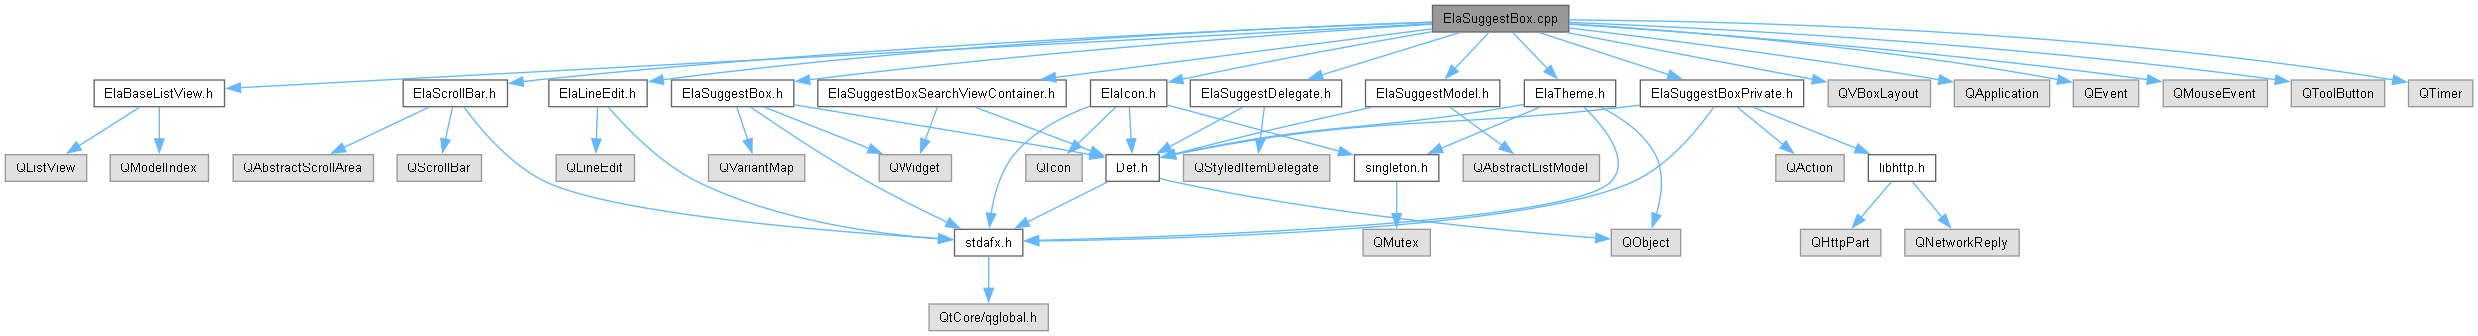 ElaSuggestBox.cpp
ElaBaseListView.h
ElaScrollBar.h
ElaLineEdit.h
ElaSuggestBox.h
ElaSuggestBoxSearchViewContainer.h
ElaIcon.h
ElaSuggestDelegate.h
ElaSuggestModel.h
ElaTheme.h
ElaSuggestBoxPrivate.h
QVBoxLayout
QApplication
QEvent
QMouseEvent
QToolButton
QTimer
QListView
QModelIndex
QAbstractScrollArea
QScrollBar
QLineEdit
QVariantMap
QWidget
QIcon
Def.h
QStyledItemDelegate
singleton.h
QAbstractListModel
QAction
libhttp.h
stdafx.h
QMutex
QObject
QHttpPart
QNetworkReply
QtCore/qglobal.h